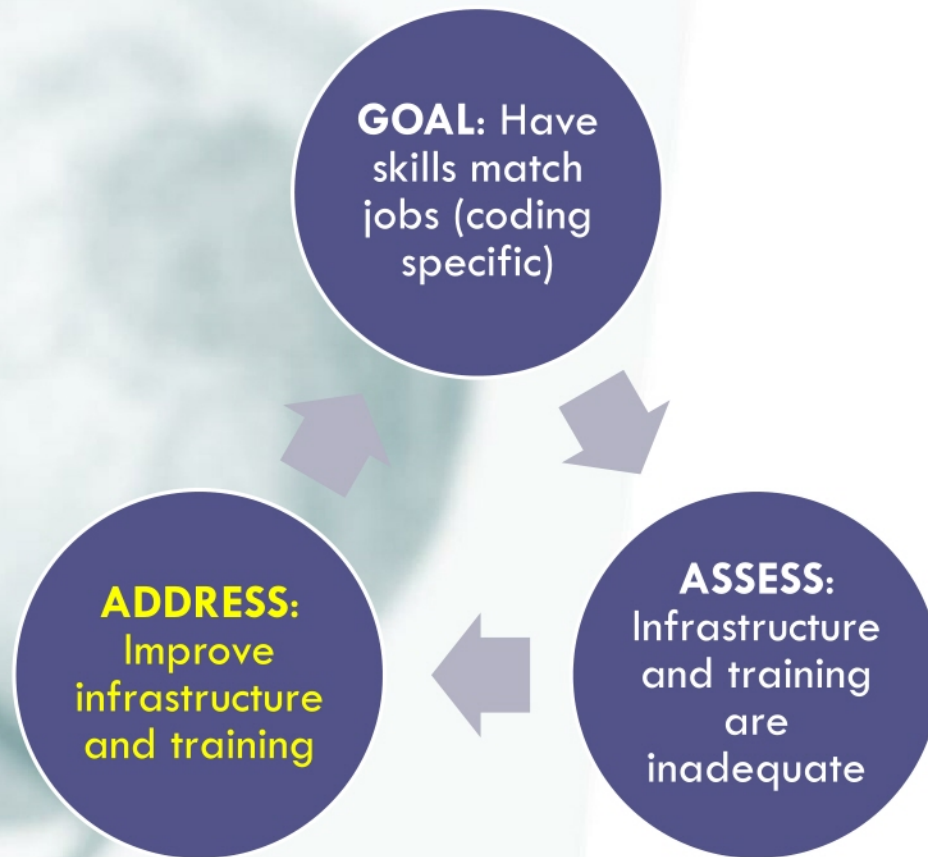 GOAL: Have
skills match
jobs (coding
specific)
ASSESS:
Infrastructure
and training
are
inadequate
ADDRESS:
Improve
infrastructure
and training